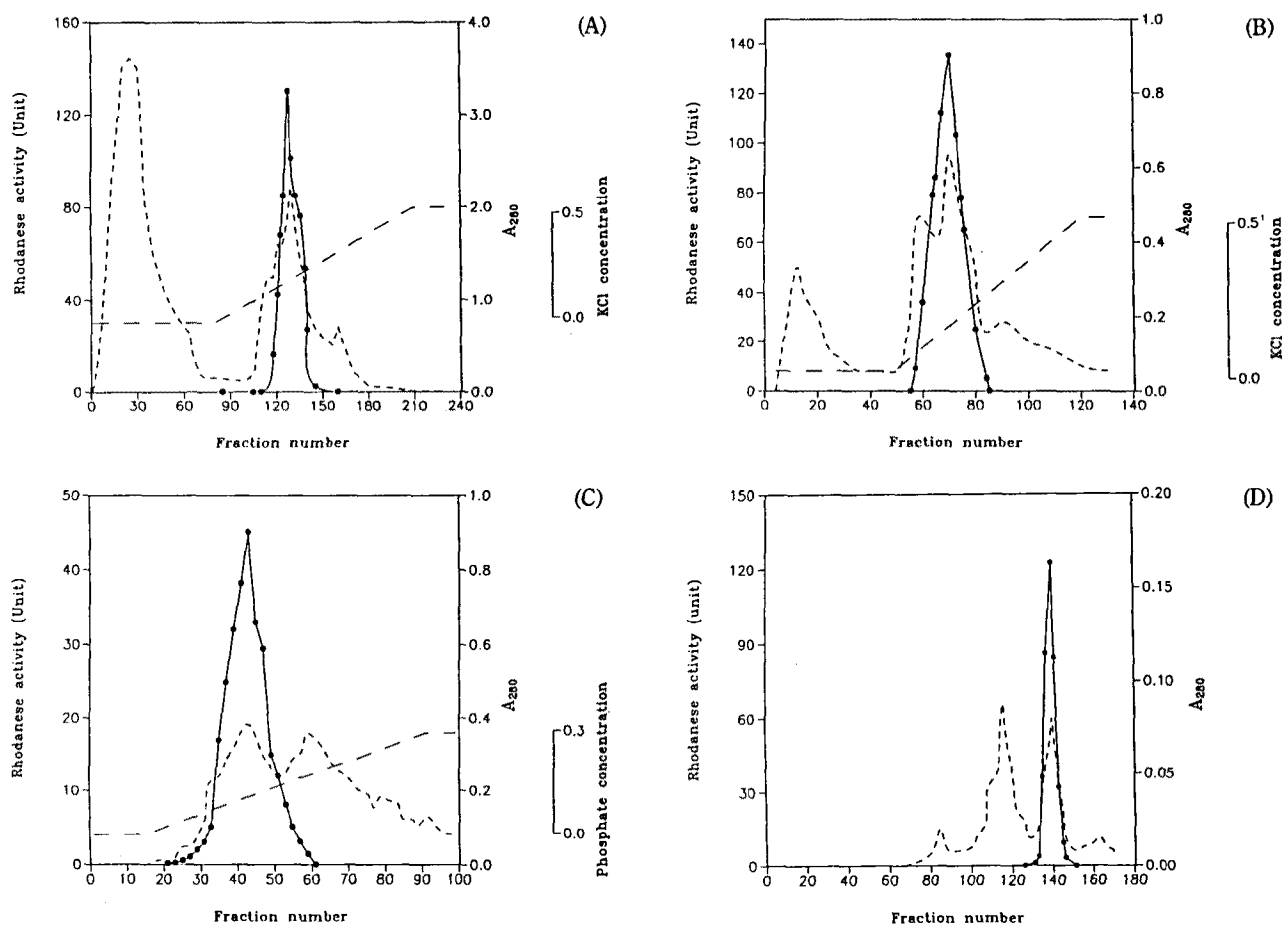 (A)
Rhodanese activity (Unit)
160
120
80
40
0
4.0
3.0
2.0
1.0
0.0
A280
0.5
0.0
KCl concentration
0 30 60 90 120 150 180 210 240
Fraction number
(B)
Rhodanese activity (Unit)
140
130
120
110
100
90
80
70
60
50
40
30
20
10
0
1.0
0.8
0.6
0.4
0.2
0.0
A280
0.5
0.0
KCl concentration
0 20 40 60 80 100 120 140
Fraction number
(C)
Rhodanese activity (Unit)
50
40
30
20
10
0
1.0
0.8
0.6
0.4
0.2
0.0
A280
0.3
0.0
Phosphate concentration
0 10 20 30 40 50 60 70 80 90 100
Fraction number
(D)
Rhodanese activity (unit)
150
120
90
60
30
0
0.20
0.15
0.10
0.05
0.00
A280
0 20 40 60 80 100 120 140 160 180
Fraction number